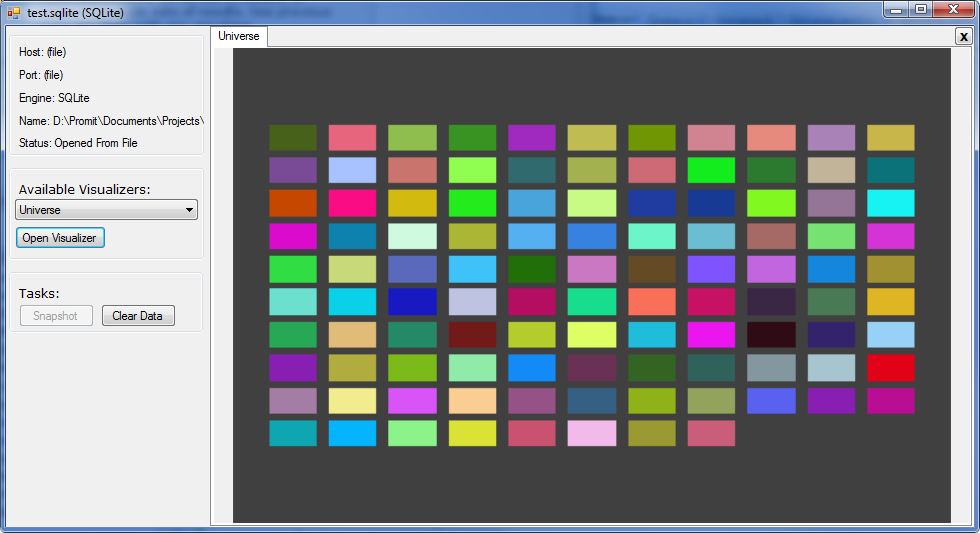 test.sqlite (SQLite)
Host: (file)
Port: (file)
Engine: SQLite
Name: D:\Promit\Documents\Projects\
Status: Opened From File
Available Visualizers:
Universe
Open Visualizer
Tasks:
Snapshot
Clear Data
Universe
x